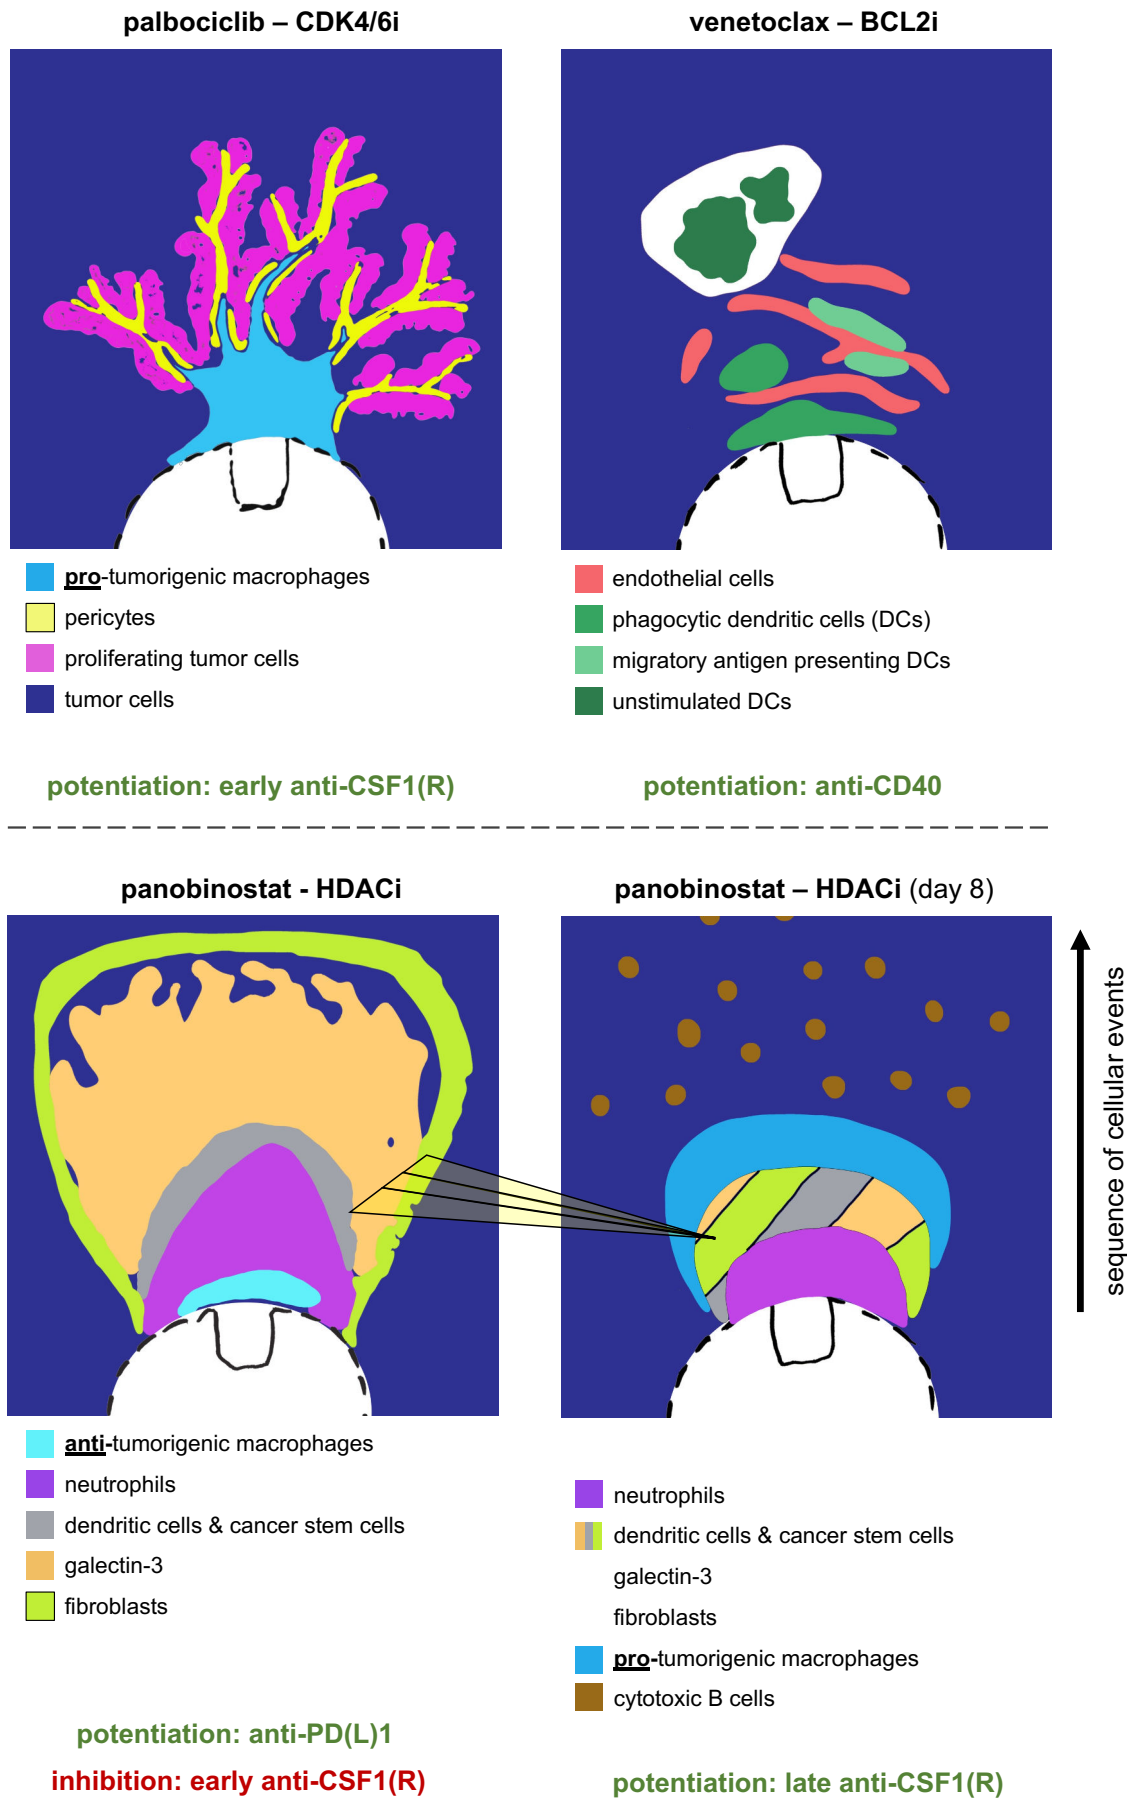 palbociclib – CDK4/6i
venetoclax – BCL2i
pro-tumorigenic macrophages
pericytes
proliferating tumor cells
tumor cells
endothelial cells
phagocytic dendritic cells (DCs)
migratory antigen presenting DCs
unstimulated DCs
potentiation: early anti-CSF1(R)
potentiation: anti-CD40
panobinostat - HDACi
panobinostat – HDACi (day 8)
sequence of cellular events
anti-tumorigenic macrophages
neutrophils
dendritic cells & cancer stem cells
galectin-3
fibroblasts
neutrophils
dendritic cells & cancer stem cells
galectin-3
fibroblasts
pro-tumorigenic macrophages
cytotoxic B cells
potentiation: anti-PD(L)1
inhibition: early anti-CSF1(R)
potentiation: late anti-CSF1(R)